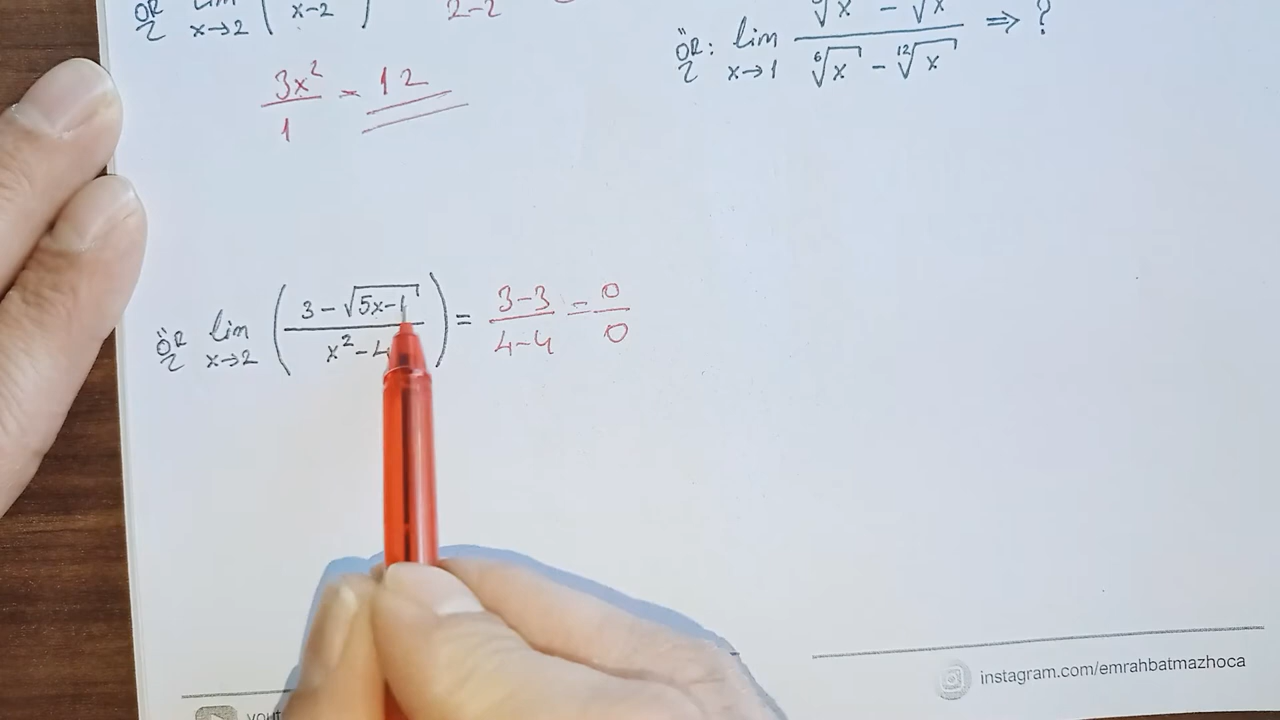 ÖR lim x→2 ( x-2 ) 2-2
3x²/1 = 12
ÖR lim x→2 ( (3-√(5x-1)) / (x²-4) ) = (3-3)/(4-4) = 0/0
ÖR: lim x→1 (√x - √x) / (⁶√x - ¹²√x) ⇒ ?
instagram.com/emrahbatmazhoca